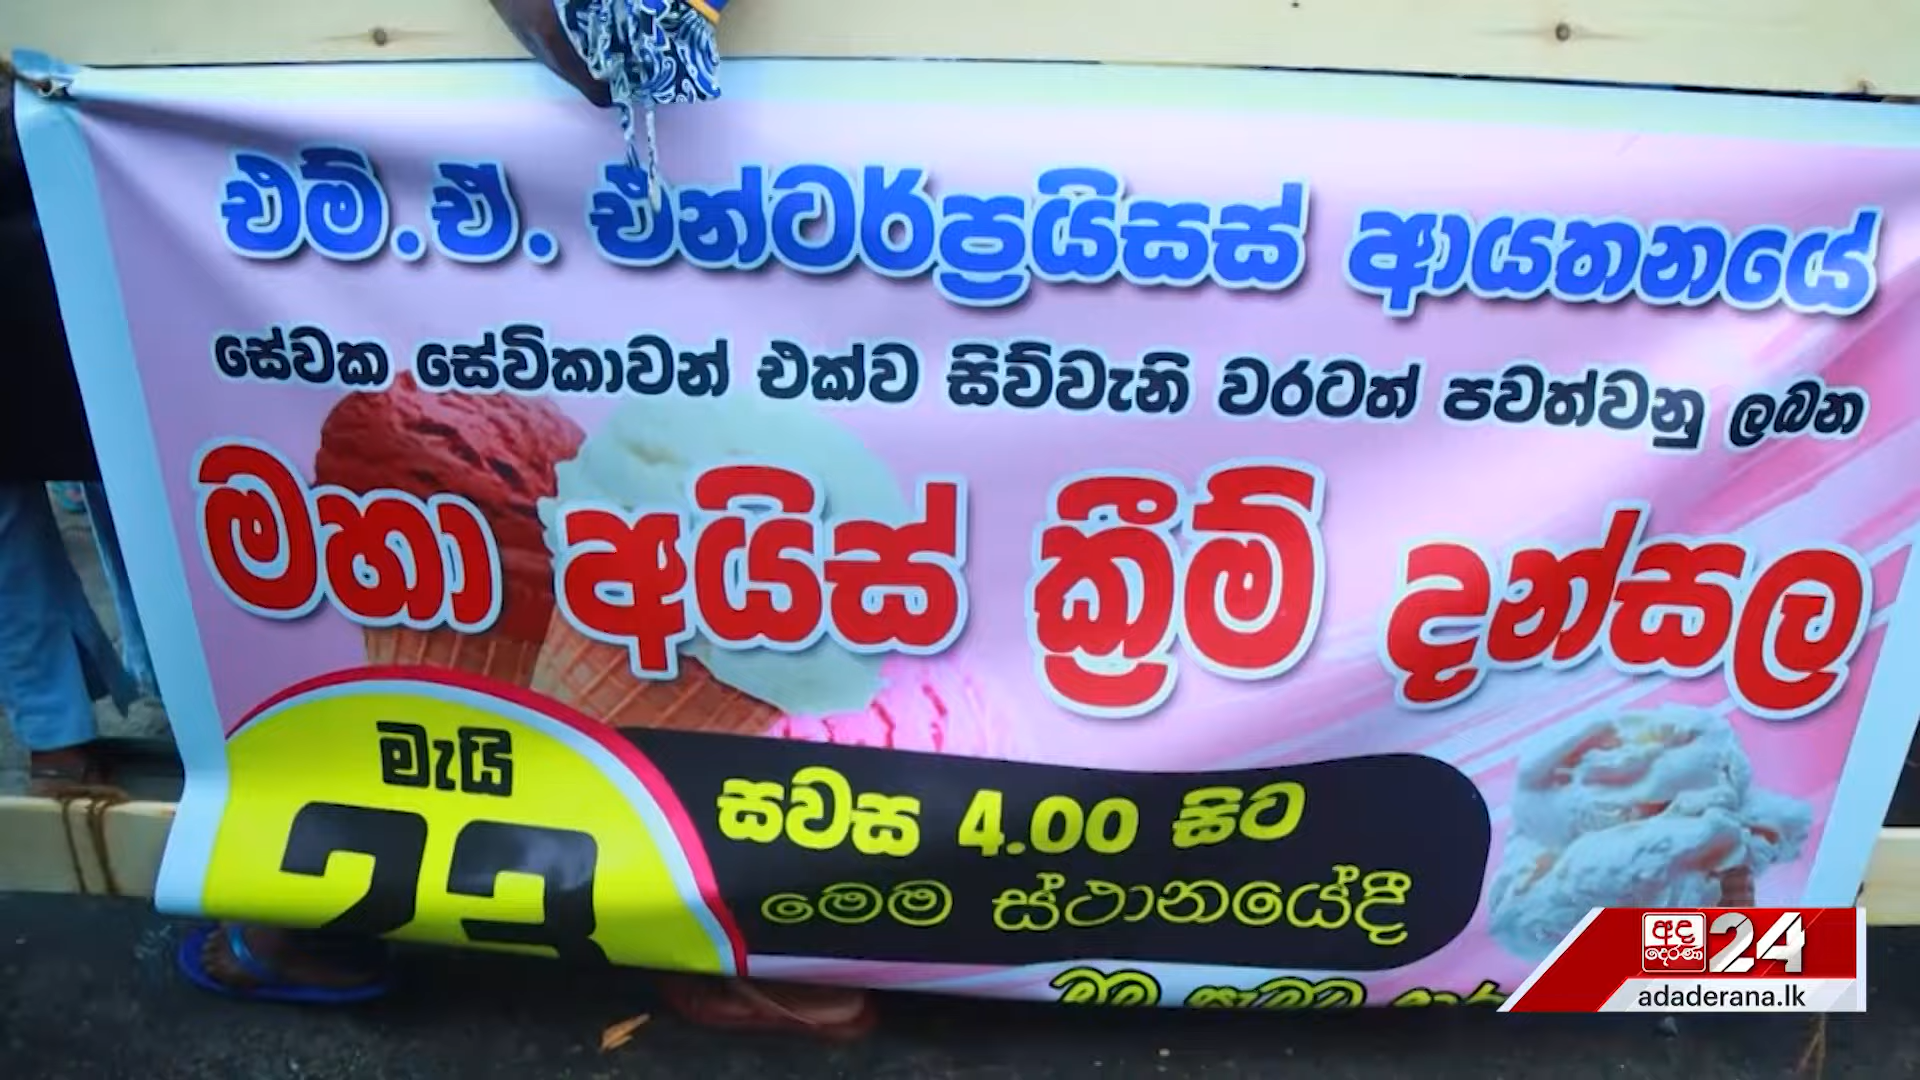 එම්.ඒ. එන්ටර්ප්‍රයිසස් ආයතනයේ
සේවක සේවිකාවන් එක්ව සිව්වැනි වරටත් පවත්වනු ලබන
මහා අයිස් ක්‍රීම් දන්සල
මැයි
23
සවස 4.00 සිට
මෙම ස්ථානයේදී
අද දෙරණ 24
adaderana.lk